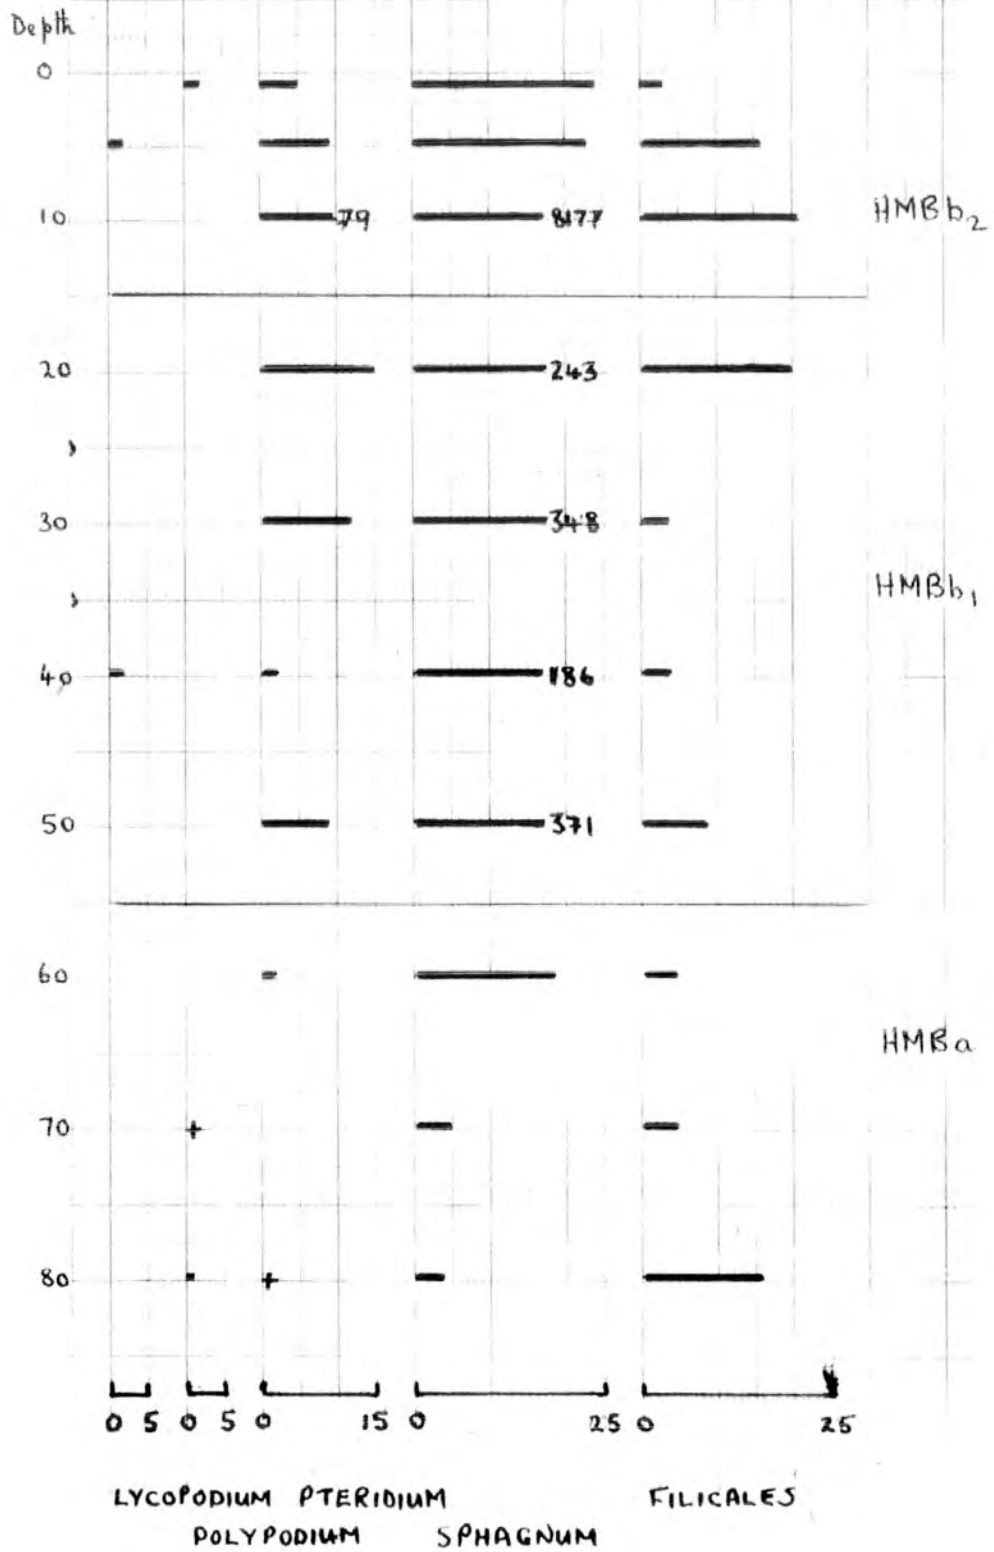 Depth
0
10 79 8177 HMBb₂
20 243
30 348
HMBb₁
40 186
50 371
60
HMBa
70 +
80 +
0 5 0 5 0 15 0 25 0 25
LYCOPODIUM PTERIDIUM FILICALES
POLYPODIUM SPHAGNUM